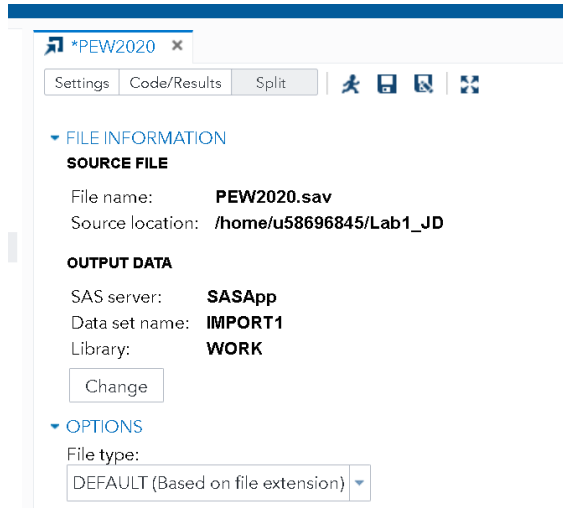 *PEW2020 ×
Settings Code/Results Split
FILE INFORMATION
SOURCE FILE
File name: PEW2020.sav
Source location: /home/u58696845/Lab1_JD
OUTPUT DATA
SAS server: SASApp
Data set name: IMPORT1
Library: WORK
Change
OPTIONS
File type:
DEFAULT (Based on file extension)